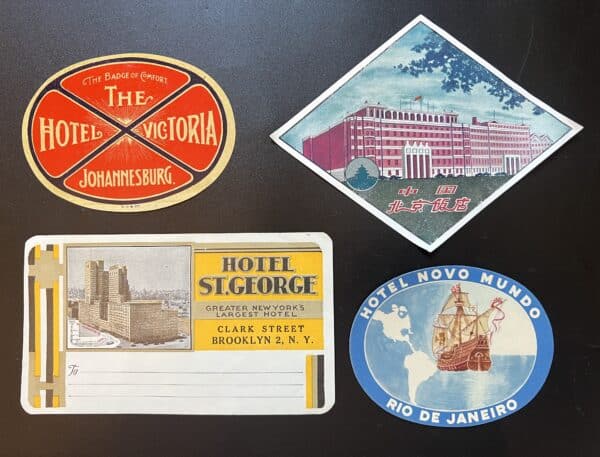 The Badge of Comfort
The
Hotel Victoria
Johannesburg.
中国
北京饭店
HOTEL
ST.GEORGE
GREATER NEW YORK'S
LARGEST HOTEL
CLARK STREET
BROOKLYN 2, N. Y.
To
HOTEL NOVO MUNDO
RIO DE JANEIRO